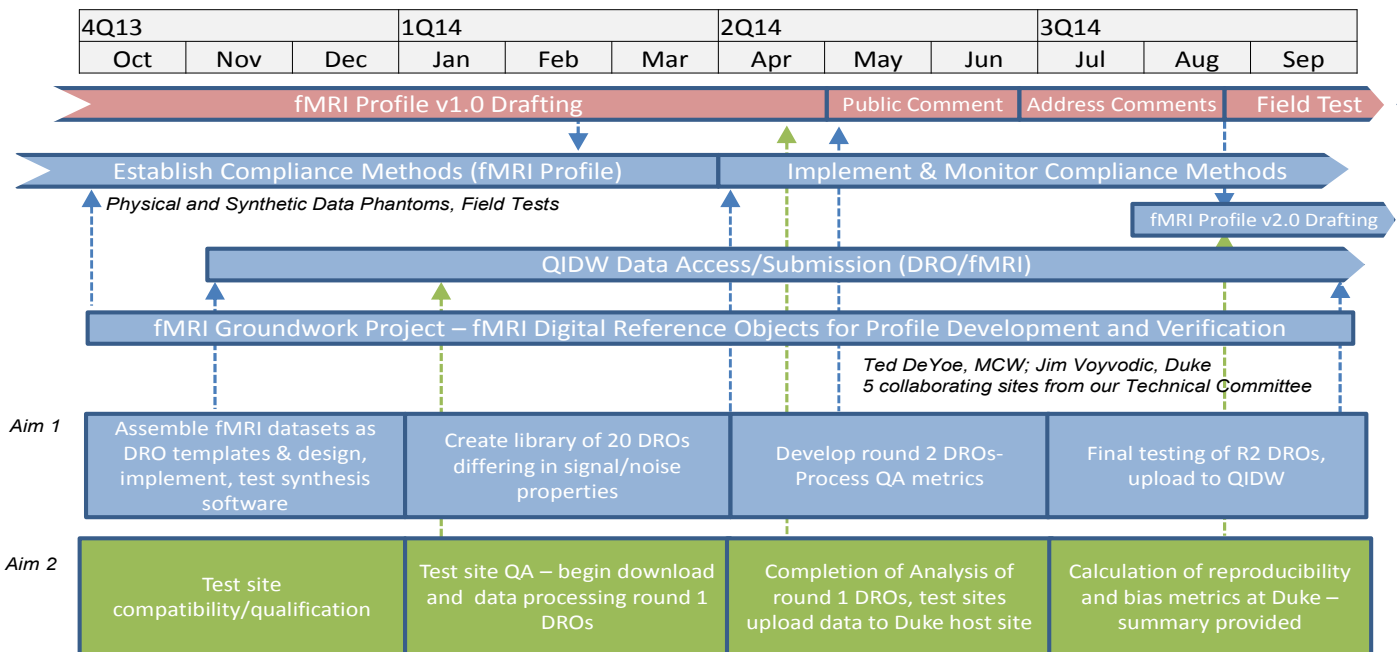 4Q13 1Q14 2Q14 3Q14
Oct Nov Dec Jan Feb Mar Apr May Jun Jul Aug Sep
fMRI Profile v1.0 Drafting Public Comment Address Comments Field Test
Establish Compliance Methods (fMRI Profile) Implement & Monitor Compliance Methods
Physical and Synthetic Data Phantoms, Field Tests
fMRI Profile v2.0 Drafting
QIDW Data Access/Submission (DRO/fMRI)
fMRI Groundwork Project – fMRI Digital Reference Objects for Profile Development and Verification
Ted DeYoe, MCW; Jim Voyvodic, Duke
5 collaborating sites from our Technical Committee
Aim 1
Assemble fMRI datasets as
DRO templates & design,
implement, test synthesis
software
Create library of 20 DROs
differing in signal/noise
properties
Develop round 2 DROs-
Process QA metrics
Final testing of R2 DROs,
upload to QIDW
Aim 2
Test site
compatibility/qualification
Test site QA – begin download
and data processing round 1
DROs
Completion of Analysis of
round 1 DROs, test sites
upload data to Duke host site
Calculation of reproducibility
and bias metrics at Duke –
summary provided